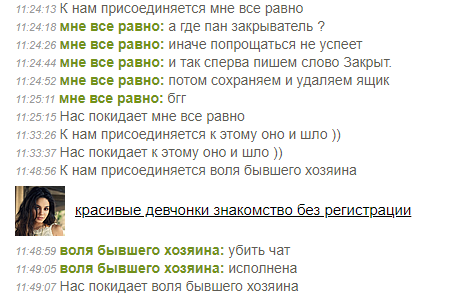 11:24:13 К нам присоединяется мне все равно
11:24:18 мне все равно: а где пан закрыватель ?
11:24:26 мне все равно: иначе попрощаться не успеет
11:24:44 мне все равно: и так сперва пишем слово Закрыт.
11:24:52 мне все равно: потом сохраняем и удаляем ящик
11:25:11 мне все равно: бгг
11:25:15 Нас покидает мне все равно
11:33:26 К нам присоединяется к этому оно и шло ))
11:33:37 Нас покидает к этому оно и шло ))
11:48:56 К нам присоединяется воля бывшего хозяина
красивые девчонки знакомство без регистрации
11:48:59 воля бывшего хозяина: убить чат
11:49:05 воля бывшего хозяина: исполнена
11:49:07 Нас покидает воля бывшего хозяина